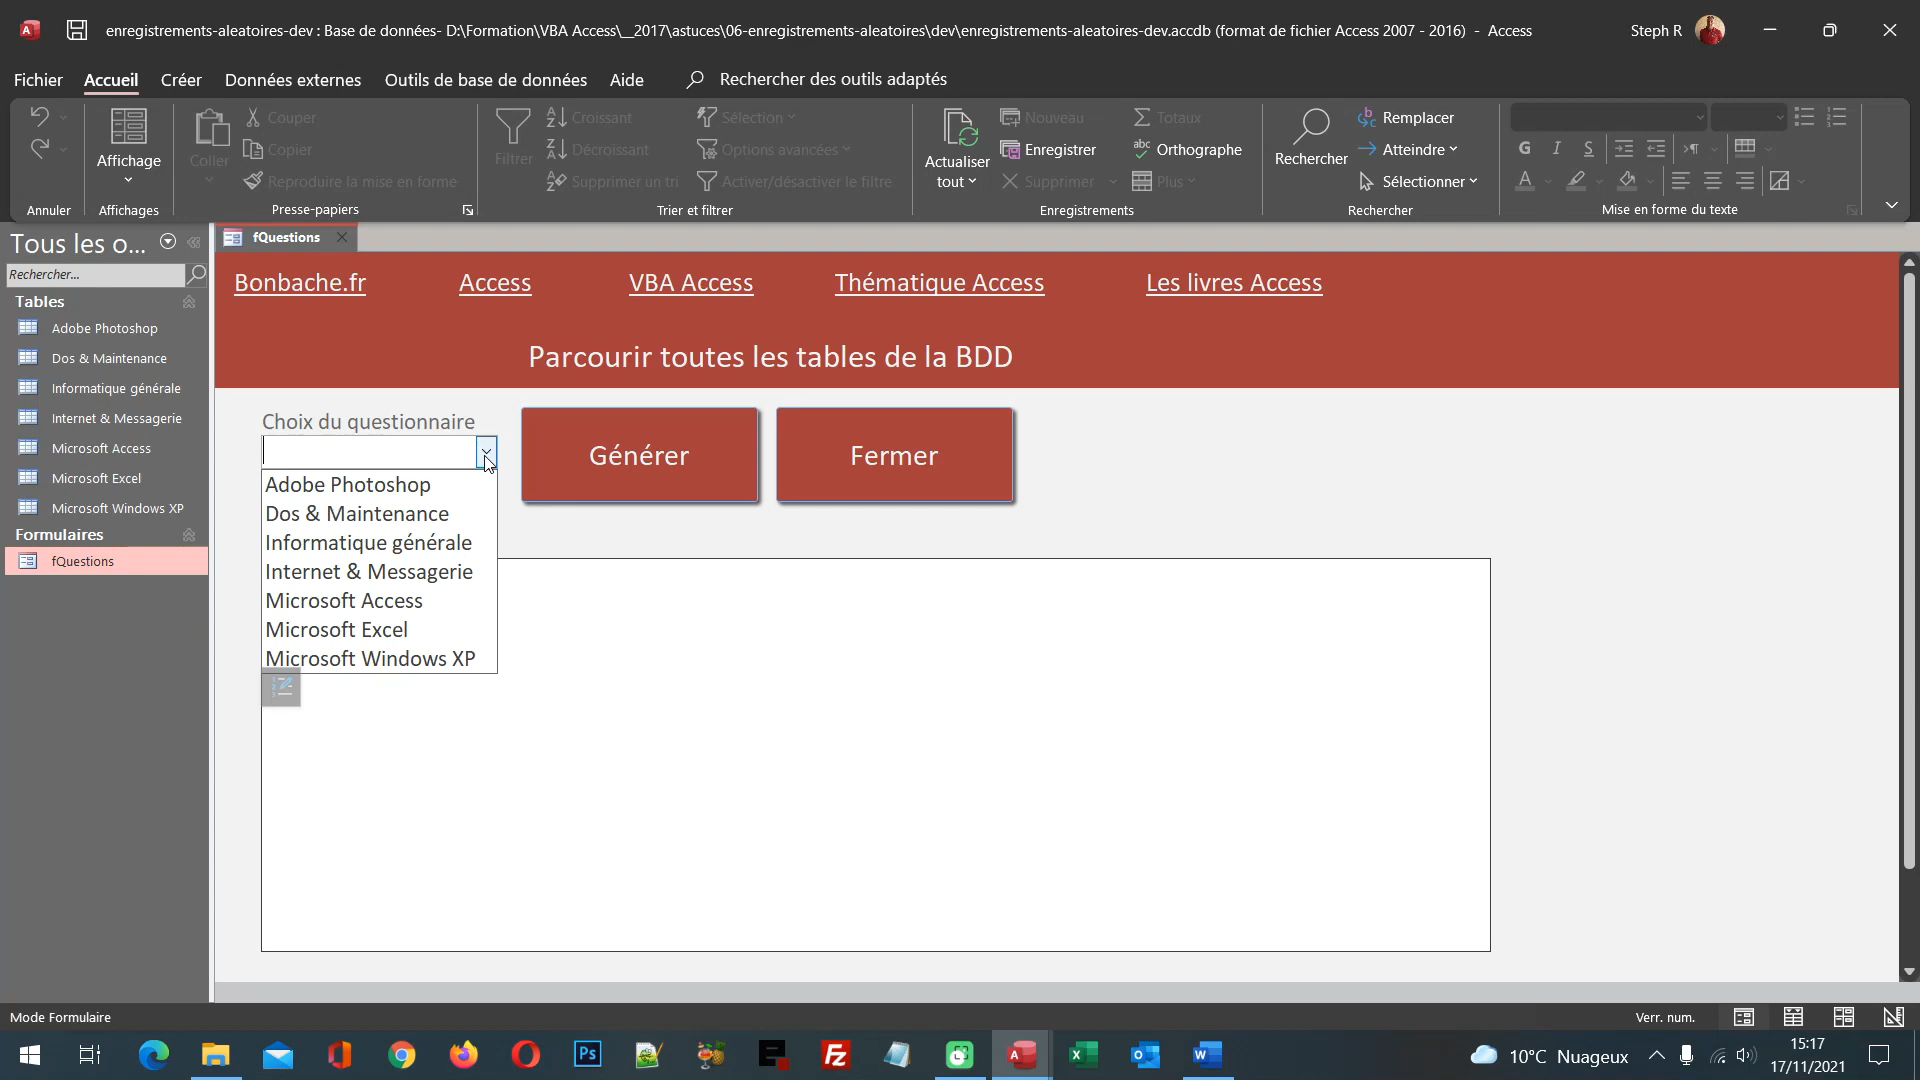 enregistrements-aleatoires-dev : Base de données- D:\Formation\VBA Access\__2017\astuces\06-enregistrements-aleatoires\dev\enregistrements-aleatoires-dev.accdb (format de fichier Access 2007 - 2016) - Access
Steph R
Fichier Accueil Créer Données externes Outils de base de données Aide Rechercher des outils adaptés
Couper Croissant Sélection Nouveau Totaux Remplacer
Copier Décroissant Options avancées Enregistrer Orthographe Atteindre
Affichage Coller Filtrer Actualiser tout Rechercher
Reproduire la mise en forme Supprimer un tri Activer/désactiver le filtre Supprimer Plus Sélectionner
G I S
Annuler Affichages Presse-papiers Trier et filtrer Enregistrements Rechercher Mise en forme du texte
Tous les o...
Rechercher...
Tables
Adobe Photoshop
Dos & Maintenance
Informatique générale
Internet & Messagerie
Microsoft Access
Microsoft Excel
Microsoft Windows XP
Formulaires
fQuestions
fQuestions
Bonbache.fr Access VBA Access Thématique Access Les livres Access
Parcourir toutes les tables de la BDD
Choix du questionnaire
Générer
Fermer
Adobe Photoshop
Dos & Maintenance
Informatique générale
Internet & Messagerie
Microsoft Access
Microsoft Excel
Microsoft Windows XP
Mode Formulaire
Verr. num.
10°C Nuageux
15:17
17/11/2021